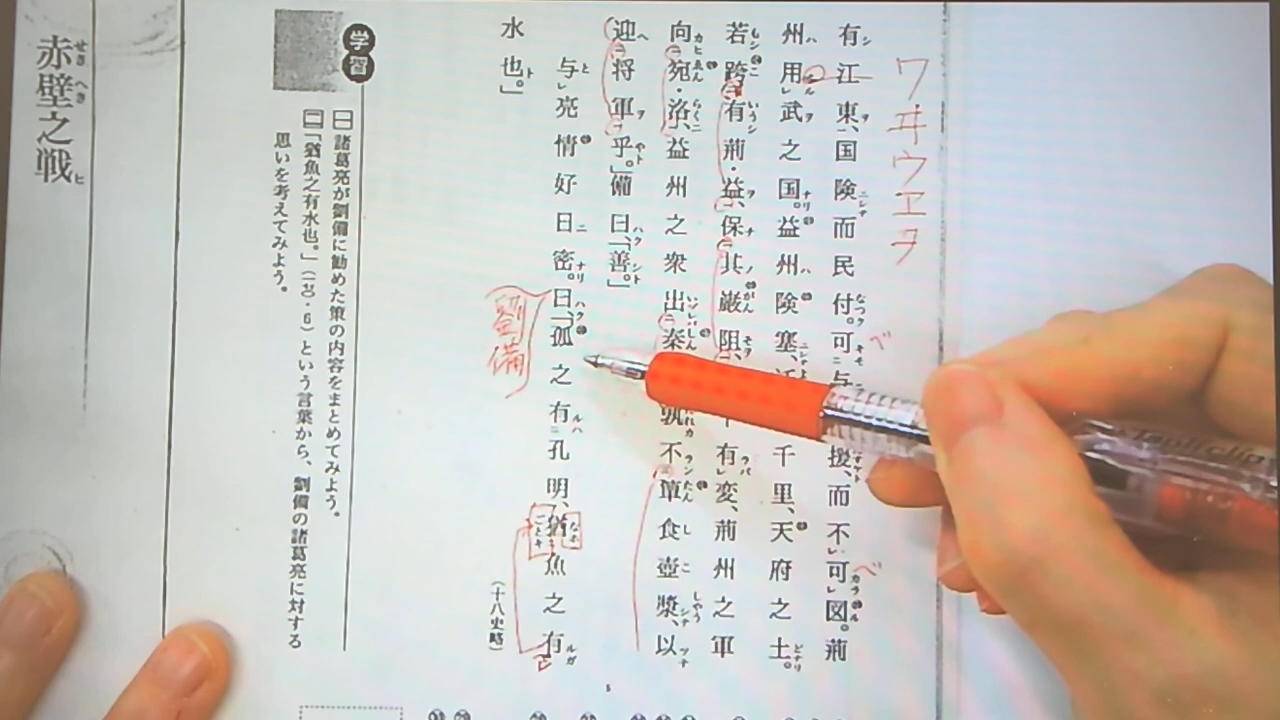 ワヰウヱヲ
有江東、国険而民付。可与援而不可図。荊
州用武之国。益州険塞、千里、天府之土。
若跨有荊・益、保其厳阻、有変、荊州之軍
向宛・洛、益州之衆出秦孰不簞食壺漿、以
迎将軍乎。」備曰、「善。」
与亮情好日密。曰、「孤之有孔明、猶魚之有
水也。」
劉備
(十八史略)
学習
一 諸葛亮が劉備に勧めた策の内容をまとめてみよう。
二 「猶魚之有水也。」(一五・6)という言葉から、劉備の諸葛亮に対する
思いを考えてみよう。
赤壁之戦